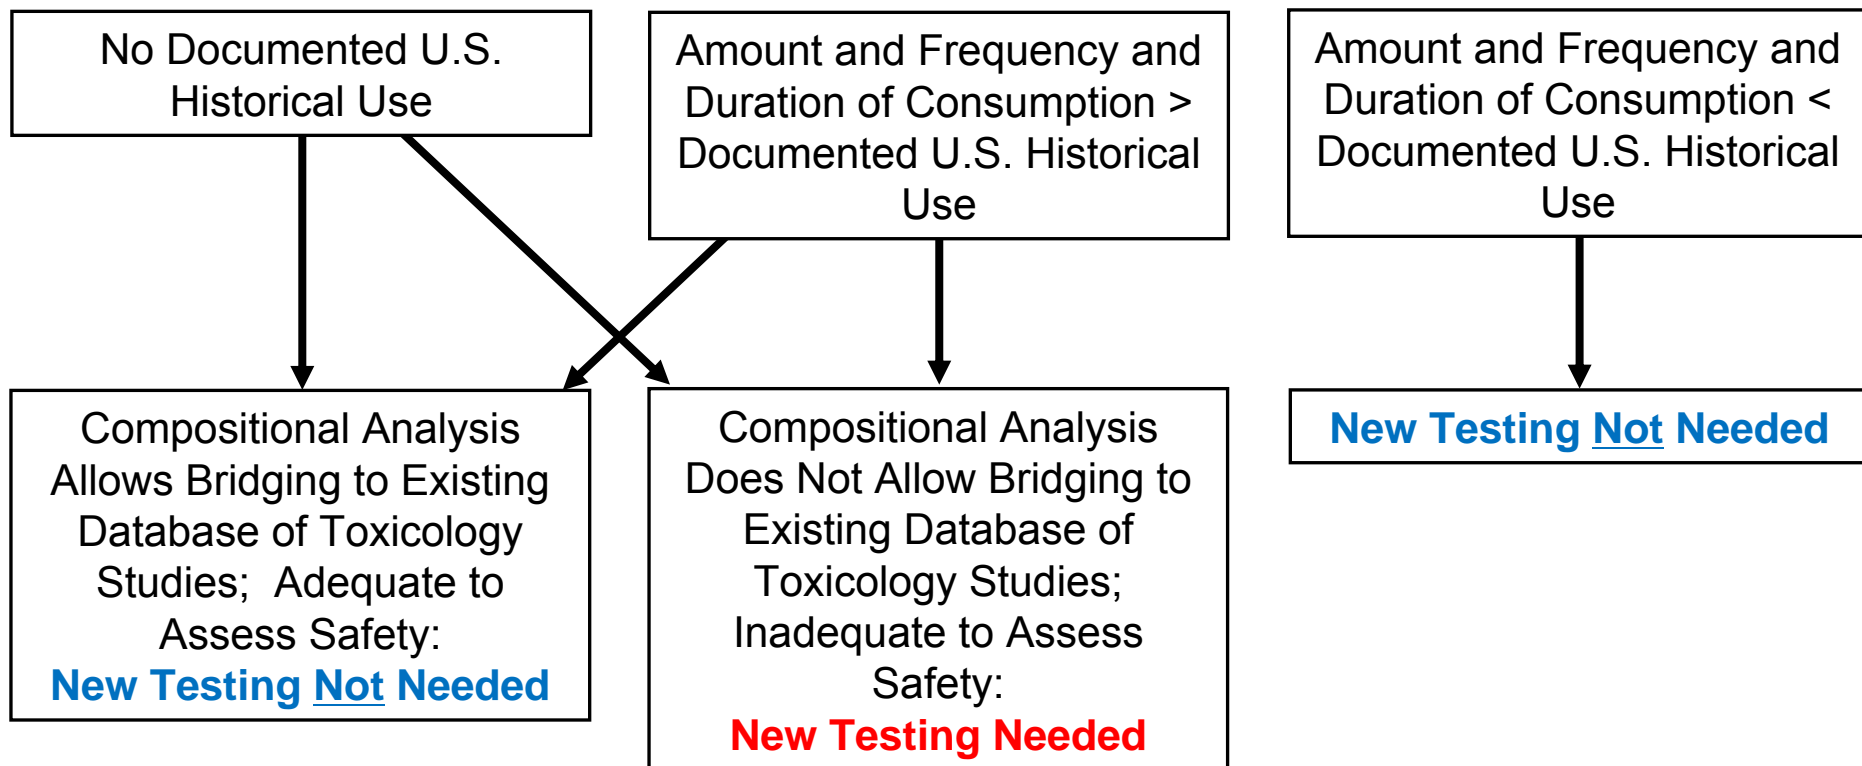 No Documented U.S.
Historical Use
Amount and Frequency and
Duration of Consumption >
Documented U.S. Historical
Use
Amount and Frequency and
Duration of Consumption <
Documented U.S. Historical
Use
Compositional Analysis
Allows Bridging to Existing
Database of Toxicology
Studies;  Adequate to
Assess Safety:
New Testing Not Needed
Compositional Analysis
Does Not Allow Bridging to
Existing Database of
Toxicology Studies;
Inadequate to Assess
Safety:
New Testing Needed
New Testing Not Needed